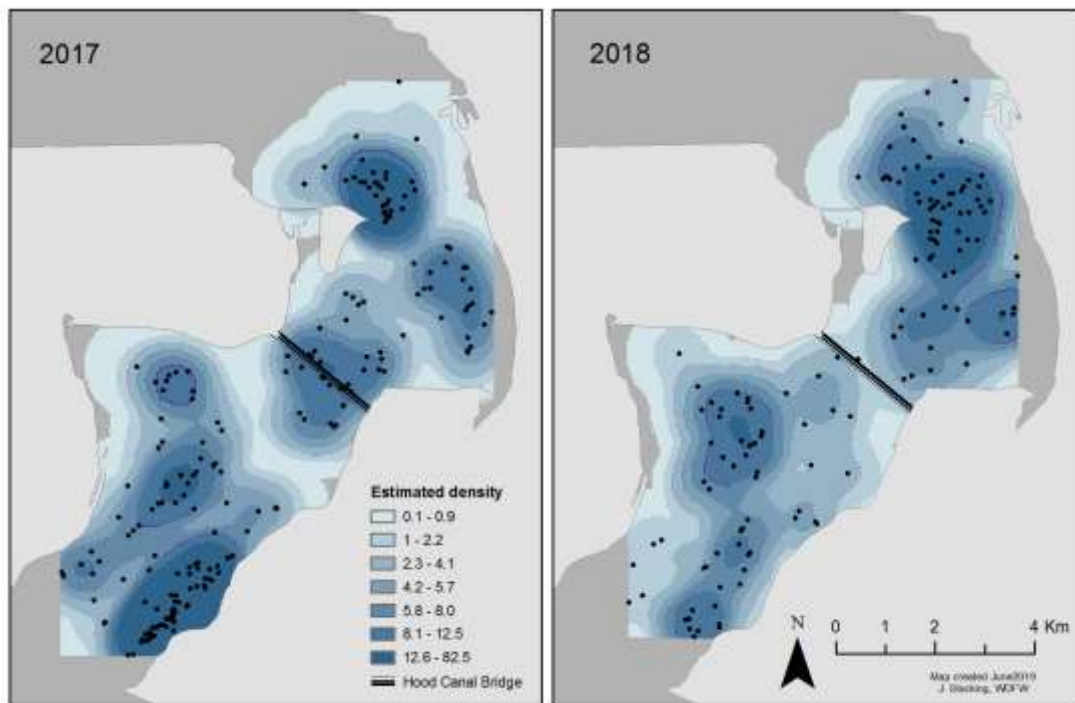 2017
2018
Estimated density
0.1 - 0.9
1 - 2.2
2.3 - 4.1
4.2 - 5.7
5.8 - 8.0
8.1 - 12.5
12.6 - 82.5
Hood Canal Bridge
N
0 1 2 4 Km
Map created June2019
J. Stocking, WDFW